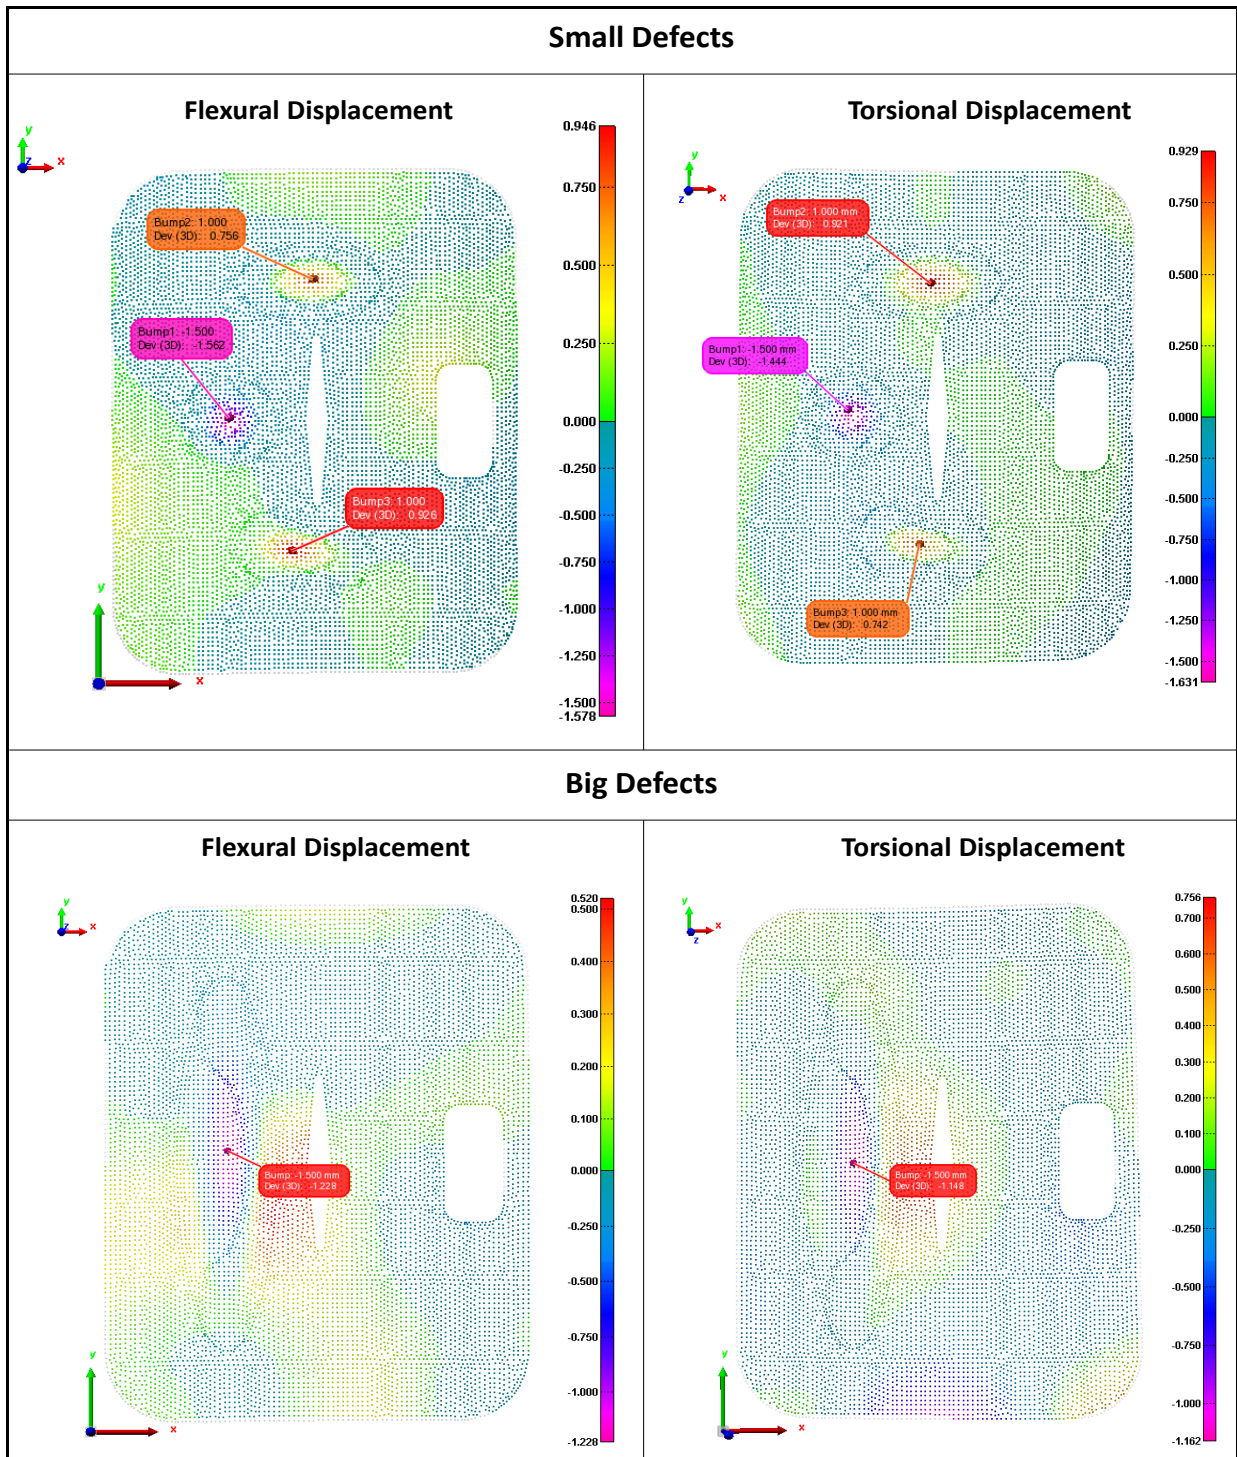 Small Defects
Flexural Displacement
Torsional Displacement
y
z
x
0.946
0.750
0.500
0.250
0.000
-0.250
-0.500
-0.750
-1.000
-1.250
-1.500
-1.578
Bump2: 1.000
Dev (3D): 0.756
Bump1: -1.500
Dev (3D): -1.562
Bump3: 1.000
Dev (3D): 0.926
y
x
y
z
x
0.929
0.750
0.500
0.250
0.000
-0.250
-0.500
-0.750
-1.000
-1.250
-1.500
-1.631
Bump2: 1.000 mm
Dev (3D): 0.921
Bump1: -1.500 mm
Dev (3D): -1.444
Bump3: 1.000 mm
Dev (3D): 0.742
Big Defects
Flexural Displacement
Torsional Displacement
y
z
x
0.520
0.500
0.400
0.300
0.200
0.100
0.000
-0.250
-0.500
-0.750
-1.000
-1.228
Bump: -1.500 mm
Dev (3D): -1.228
y
x
y
z
x
0.756
0.700
0.600
0.500
0.400
0.300
0.200
0.100
0.000
-0.250
-0.500
-0.750
-1.000
-1.162
Bump: -1.500 mm
Dev (3D): -1.148
y
x